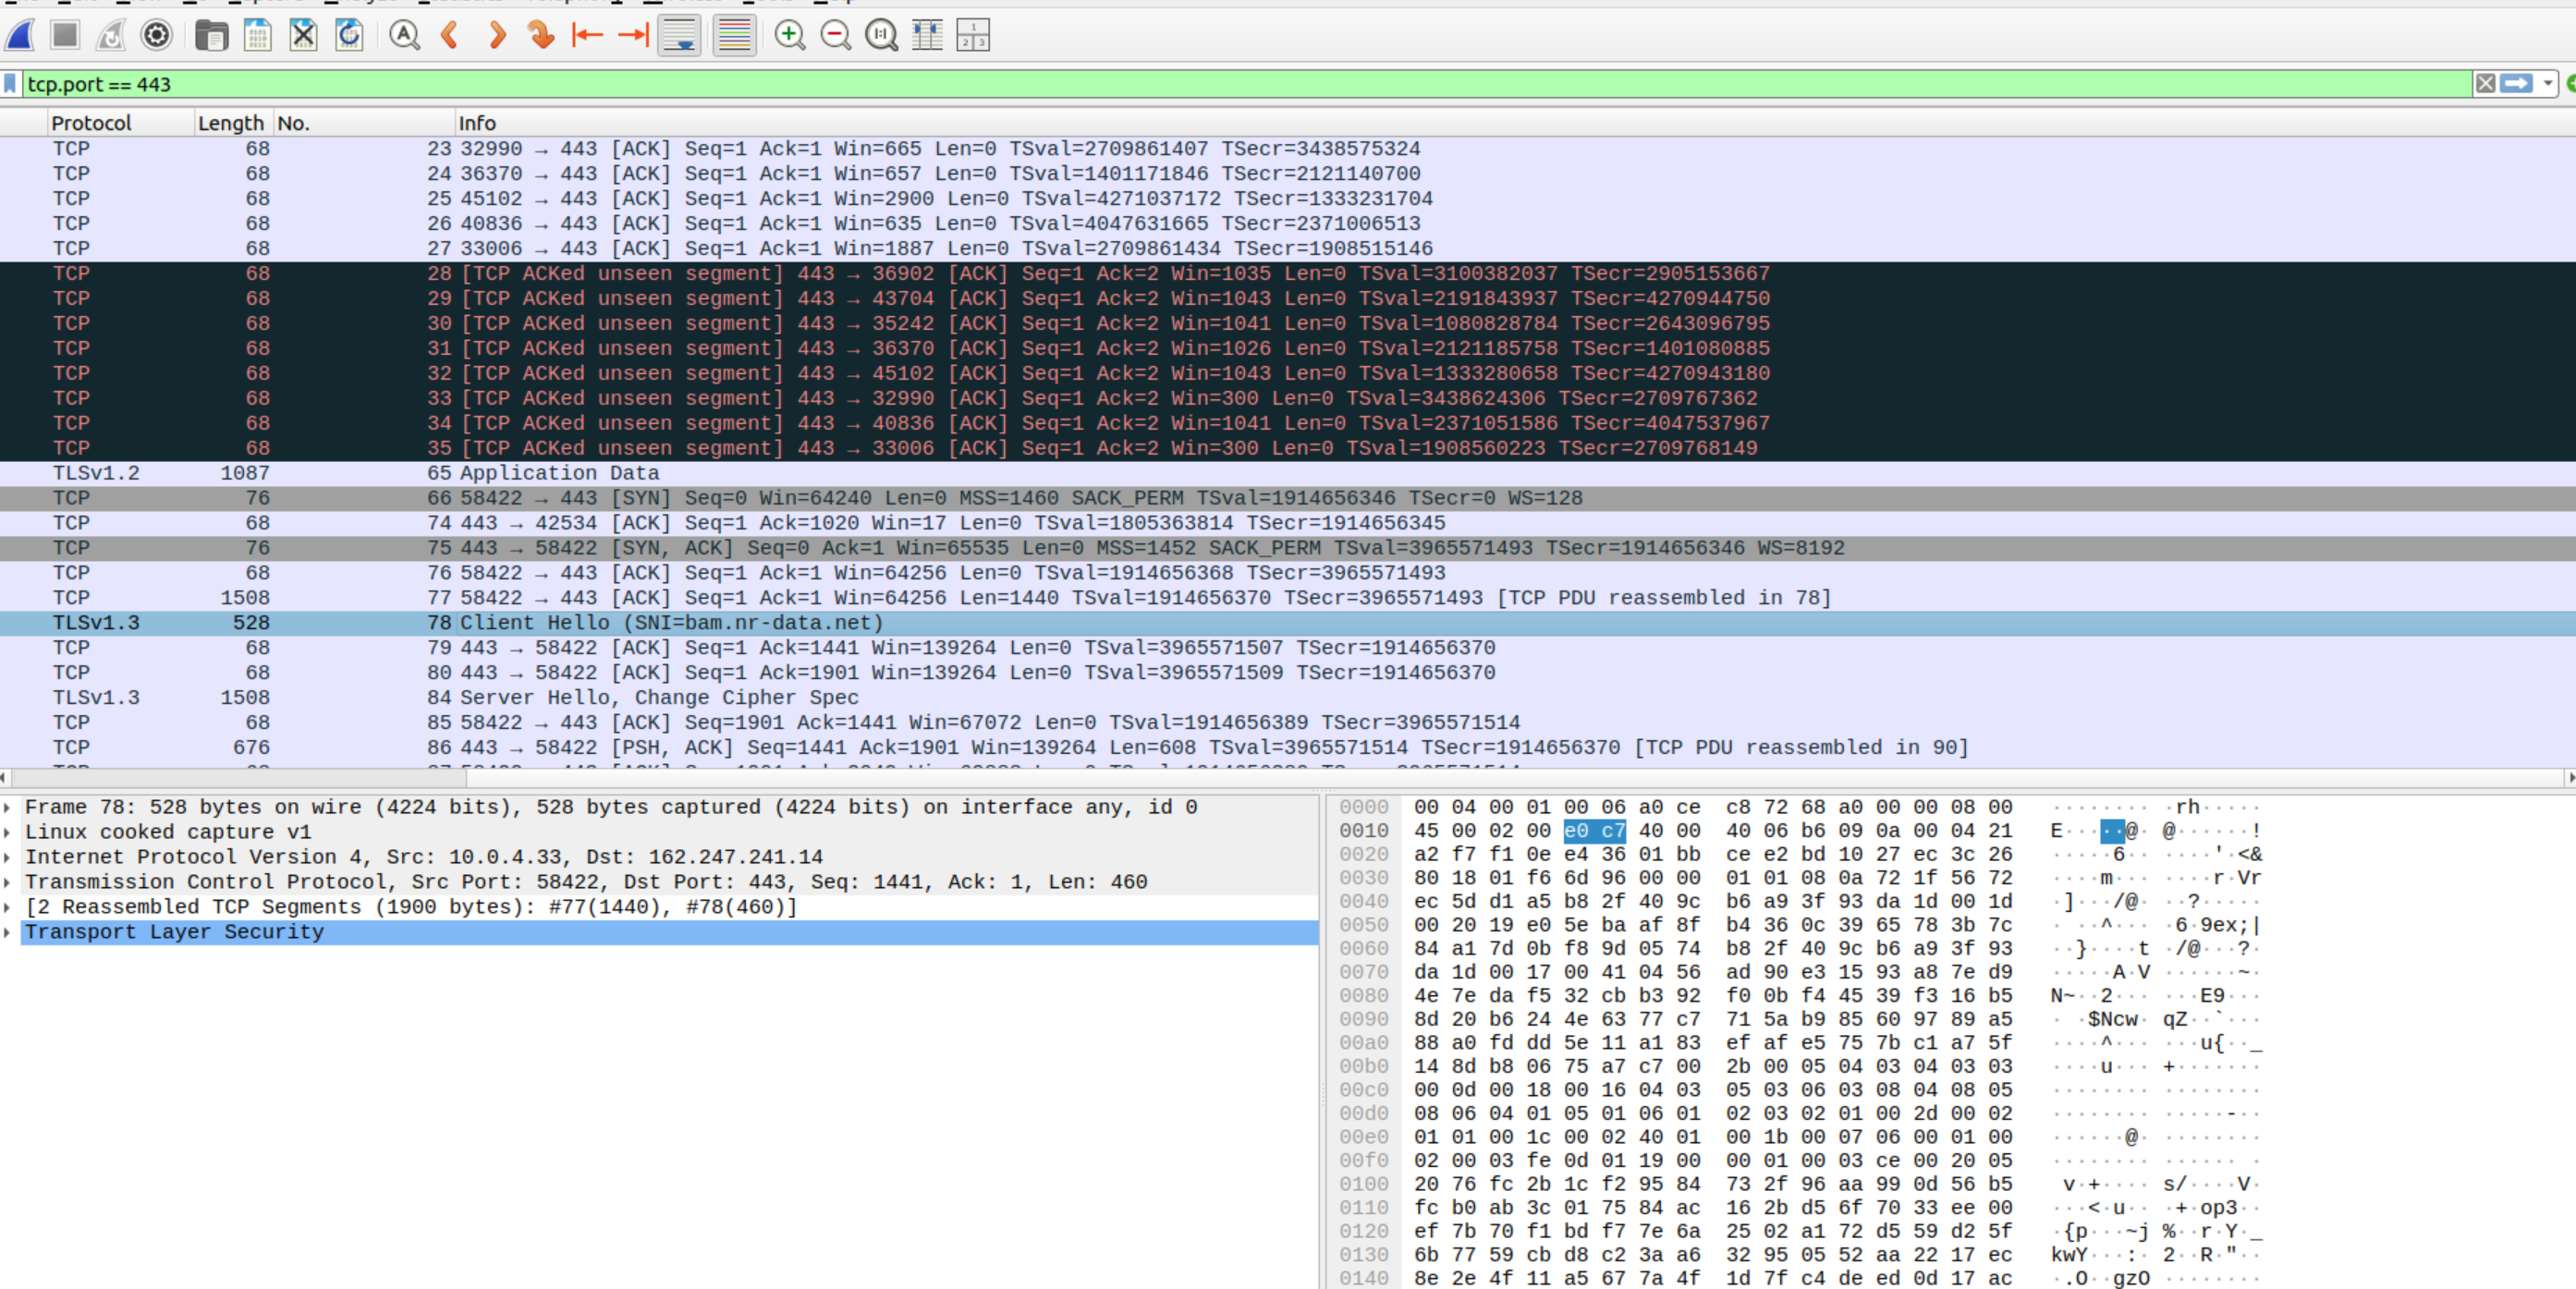 tcp.port == 443
Protocol Length No. Info
TCP 68 23 32990 → 443 [ACK] Seq=1 Ack=1 Win=665 Len=0 TSval=2709861407 TSecr=3438575324
TCP 68 24 36370 → 443 [ACK] Seq=1 Ack=1 Win=657 Len=0 TSval=1401171846 TSecr=2121140700
TCP 68 25 45102 → 443 [ACK] Seq=1 Ack=1 Win=2900 Len=0 TSval=4271037172 TSecr=1333231704
TCP 68 26 40836 → 443 [ACK] Seq=1 Ack=1 Win=635 Len=0 TSval=4047631665 TSecr=2371006513
TCP 68 27 33006 → 443 [ACK] Seq=1 Ack=1 Win=1887 Len=0 TSval=2709861434 TSecr=1908515146
TCP 68 28 [TCP ACKed unseen segment] 443 → 36902 [ACK] Seq=1 Ack=2 Win=1035 Len=0 TSval=3100382037 TSecr=2905153667
TCP 68 29 [TCP ACKed unseen segment] 443 → 43704 [ACK] Seq=1 Ack=2 Win=1043 Len=0 TSval=2191843937 TSecr=4270944750
TCP 68 30 [TCP ACKed unseen segment] 443 → 35242 [ACK] Seq=1 Ack=2 Win=1041 Len=0 TSval=1080828784 TSecr=2643096795
TCP 68 31 [TCP ACKed unseen segment] 443 → 36370 [ACK] Seq=1 Ack=2 Win=1026 Len=0 TSval=2121185758 TSecr=1401080885
TCP 68 32 [TCP ACKed unseen segment] 443 → 45102 [ACK] Seq=1 Ack=2 Win=1043 Len=0 TSval=1333280658 TSecr=4270943180
TCP 68 33 [TCP ACKed unseen segment] 443 → 32990 [ACK] Seq=1 Ack=2 Win=300 Len=0 TSval=3438624306 TSecr=2709767362
TCP 68 34 [TCP ACKed unseen segment] 443 → 40836 [ACK] Seq=1 Ack=2 Win=1041 Len=0 TSval=2371051586 TSecr=4047537967
TCP 68 35 [TCP ACKed unseen segment] 443 → 33006 [ACK] Seq=1 Ack=2 Win=300 Len=0 TSval=1908560223 TSecr=2709768149
TLSv1.2 1087 65 Application Data
TCP 76 66 58422 → 443 [SYN] Seq=0 Win=64240 Len=0 MSS=1460 SACK_PERM TSval=1914656346 TSecr=0 WS=128
TCP 68 74 443 → 42534 [ACK] Seq=1 Ack=1020 Win=17 Len=0 TSval=1805363814 TSecr=1914656345
TCP 76 75 443 → 58422 [SYN, ACK] Seq=0 Ack=1 Win=65535 Len=0 MSS=1452 SACK_PERM TSval=3965571493 TSecr=1914656346 WS=8192
TCP 68 76 58422 → 443 [ACK] Seq=1 Ack=1 Win=64256 Len=0 TSval=1914656368 TSecr=3965571493
TCP 1508 77 58422 → 443 [ACK] Seq=1 Ack=1 Win=64256 Len=1440 TSval=1914656370 TSecr=3965571493 [TCP PDU reassembled in 78]
TLSv1.3 528 78 Client Hello (SNI=bam.nr-data.net)
TCP 68 79 443 → 58422 [ACK] Seq=1 Ack=1441 Win=139264 Len=0 TSval=3965571507 TSecr=1914656370
TCP 68 80 443 → 58422 [ACK] Seq=1 Ack=1901 Win=139264 Len=0 TSval=3965571509 TSecr=1914656370
TLSv1.3 1508 84 Server Hello, Change Cipher Spec
TCP 68 85 58422 → 443 [ACK] Seq=1901 Ack=1441 Win=67072 Len=0 TSval=1914656389 TSecr=3965571514
TCP 676 86 443 → 58422 [PSH, ACK] Seq=1441 Ack=1901 Win=139264 Len=608 TSval=3965571514 TSecr=1914656370 [TCP PDU reassembled in 90]
Frame 78: 528 bytes on wire (4224 bits), 528 bytes captured (4224 bits) on interface any, id 0
Linux cooked capture v1
Internet Protocol Version 4, Src: 10.0.4.33, Dst: 162.247.241.14
Transmission Control Protocol, Src Port: 58422, Dst Port: 443, Seq: 1441, Ack: 1, Len: 460
[2 Reassembled TCP Segments (1900 bytes): #77(1440), #78(460)]
Transport Layer Security
0000 00 04 00 01 00 06 a0 ce c8 72 68 a0 00 00 08 00 ········ ·rh·····
0010 45 00 02 00 e0 c7 40 00 40 06 b6 09 0a 00 04 21 E·····@· @······!
0020 a2 f7 f1 0e e4 36 01 bb ce e2 bd 10 27 ec 3c 26 ·····6·· ····'·<&
0030 80 18 01 f6 6d 96 00 00 01 01 08 0a 72 1f 56 72 ····m··· ····r·Vr
0040 ec 5d d1 a5 b8 2f 40 9c b6 a9 3f 93 da 1d 00 1d ·]···/@· ··?·····
0050 00 20 19 e0 5e ba af 8f b4 36 0c 39 65 78 3b 7c · ··^··· ·6·9ex;|
0060 84 a1 7d 0b f8 9d 05 74 b8 2f 40 9c b6 a9 3f 93 ··}····t ·/@···?·
0070 da 1d 00 17 00 41 04 56 ad 90 e3 15 93 a8 7e d9 ·····A·V ······~·
0080 4e 7e da f5 32 cb b3 92 f0 0b f4 45 39 f3 16 b5 N~··2··· ···E9···
0090 8d 20 b6 24 4e 63 77 c7 71 5a b9 85 60 97 89 a5 · ·$Ncw· qZ··`···
00a0 88 a0 fd dd 5e 11 a1 83 ef af e5 75 7b c1 a7 5f ····^··· ···u{··_
00b0 14 8d b8 06 75 a7 c7 00 2b 00 05 04 03 04 03 03 ····u··· +·······
00c0 00 0d 00 18 00 16 04 03 05 03 06 03 08 04 08 05 ········ ········
00d0 08 06 04 01 05 01 06 01 02 03 02 01 00 2d 00 02 ········ ·····-··
00e0 01 01 00 1c 00 02 40 01 00 1b 00 07 06 00 01 00 ······@· ········
00f0 02 00 03 fe 0d 01 19 00 00 01 00 03 ce 00 20 05 ········ ······ ·
0100 20 76 fc 2b 1c f2 95 84 73 2f 96 aa 99 0d 56 b5 v·+···· s/····V·
0110 fc b0 ab 3c 01 75 84 ac 16 2b d5 6f 70 33 ee 00 ···<·u·· ·+·op3··
0120 ef 7b 70 f1 bd f7 7e 6a 25 02 a1 72 d5 59 d2 5f ·{p···~j %··r·Y·_
0130 6b 77 59 cb d8 c2 3a a6 32 95 05 52 aa 22 17 ec kwY···:· 2··R·"··
0140 8e 2e 4f 11 a5 67 7a 4f 1d 7f c4 de ed 0d 17 ac ·.O··gzO ········